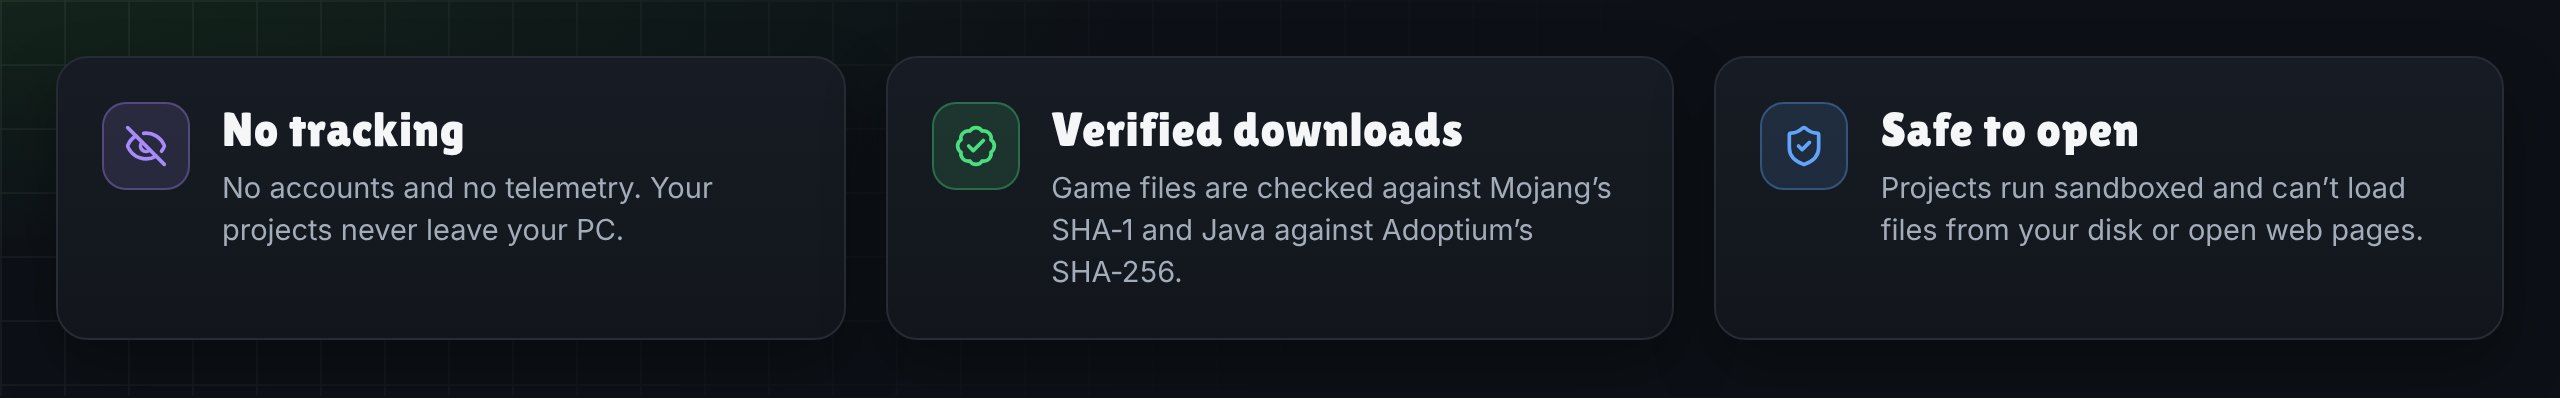 No tracking
No accounts and no telemetry. Your
projects never leave your PC.
Verified downloads
Game files are checked against Mojang’s
SHA-1 and Java against Adoptium’s
SHA-256.
Safe to open
Projects run sandboxed and can’t load
files from your disk or open web pages.